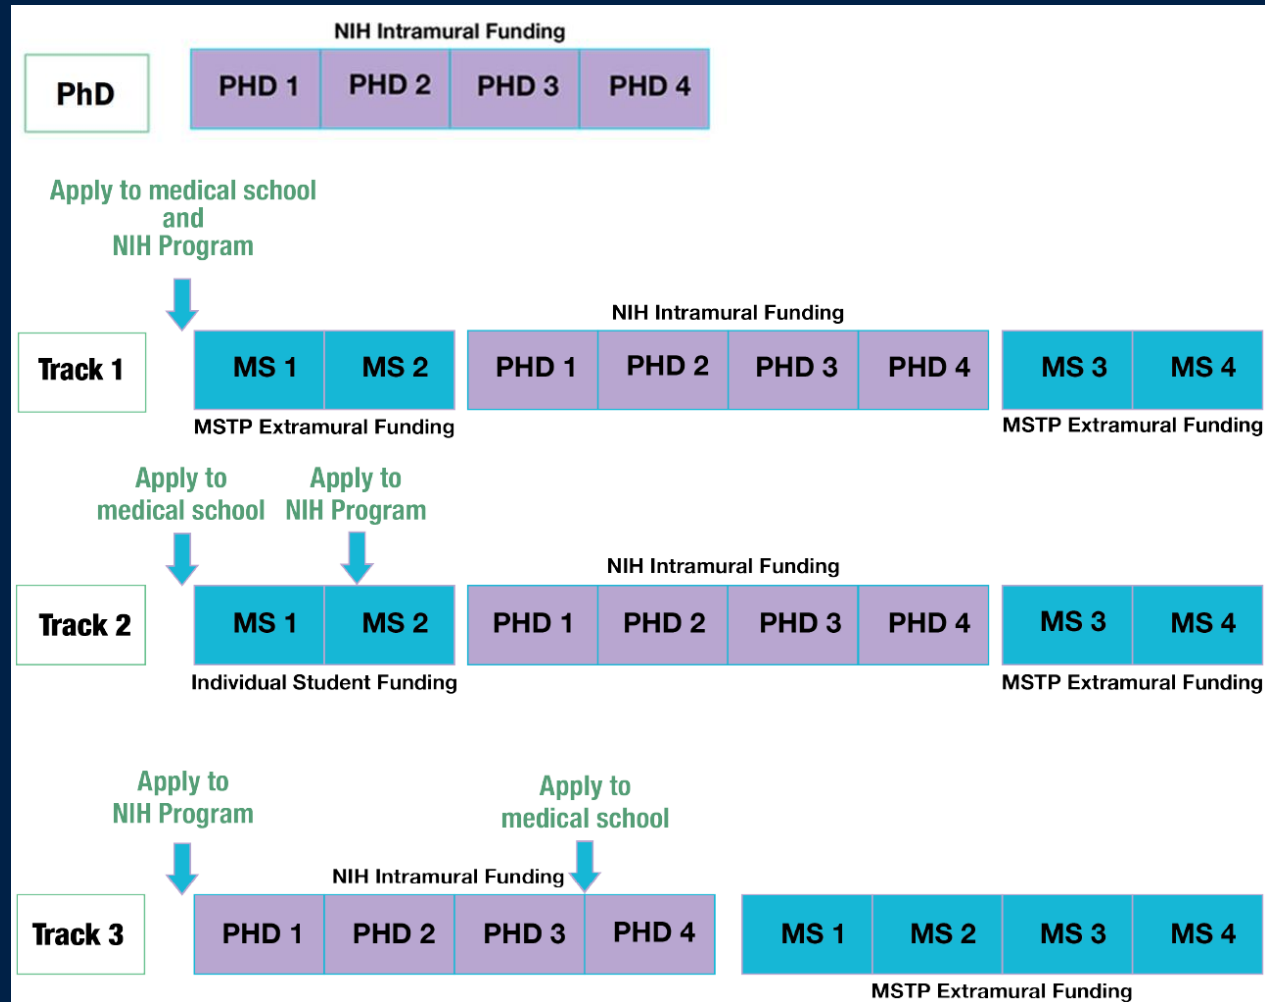 NIH Intramural Funding
PhD
PHD 1 PHD 2 PHD 3 PHD 4
Apply to medical school
and
NIH Program
NIH Intramural Funding
Track 1
MS 1 MS 2 PHD 1 PHD 2 PHD 3 PHD 4 MS 3 MS 4
MSTP Extramural Funding
MSTP Extramural Funding
Apply to
medical school
Apply to
NIH Program
NIH Intramural Funding
Track 2
MS 1 MS 2 PHD 1 PHD 2 PHD 3 PHD 4 MS 3 MS 4
Individual Student Funding
MSTP Extramural Funding
Apply to
NIH Program
Apply to
medical school
NIH Intramural Funding
Track 3
PHD 1 PHD 2 PHD 3 PHD 4 MS 1 MS 2 MS 3 MS 4
MSTP Extramural Funding